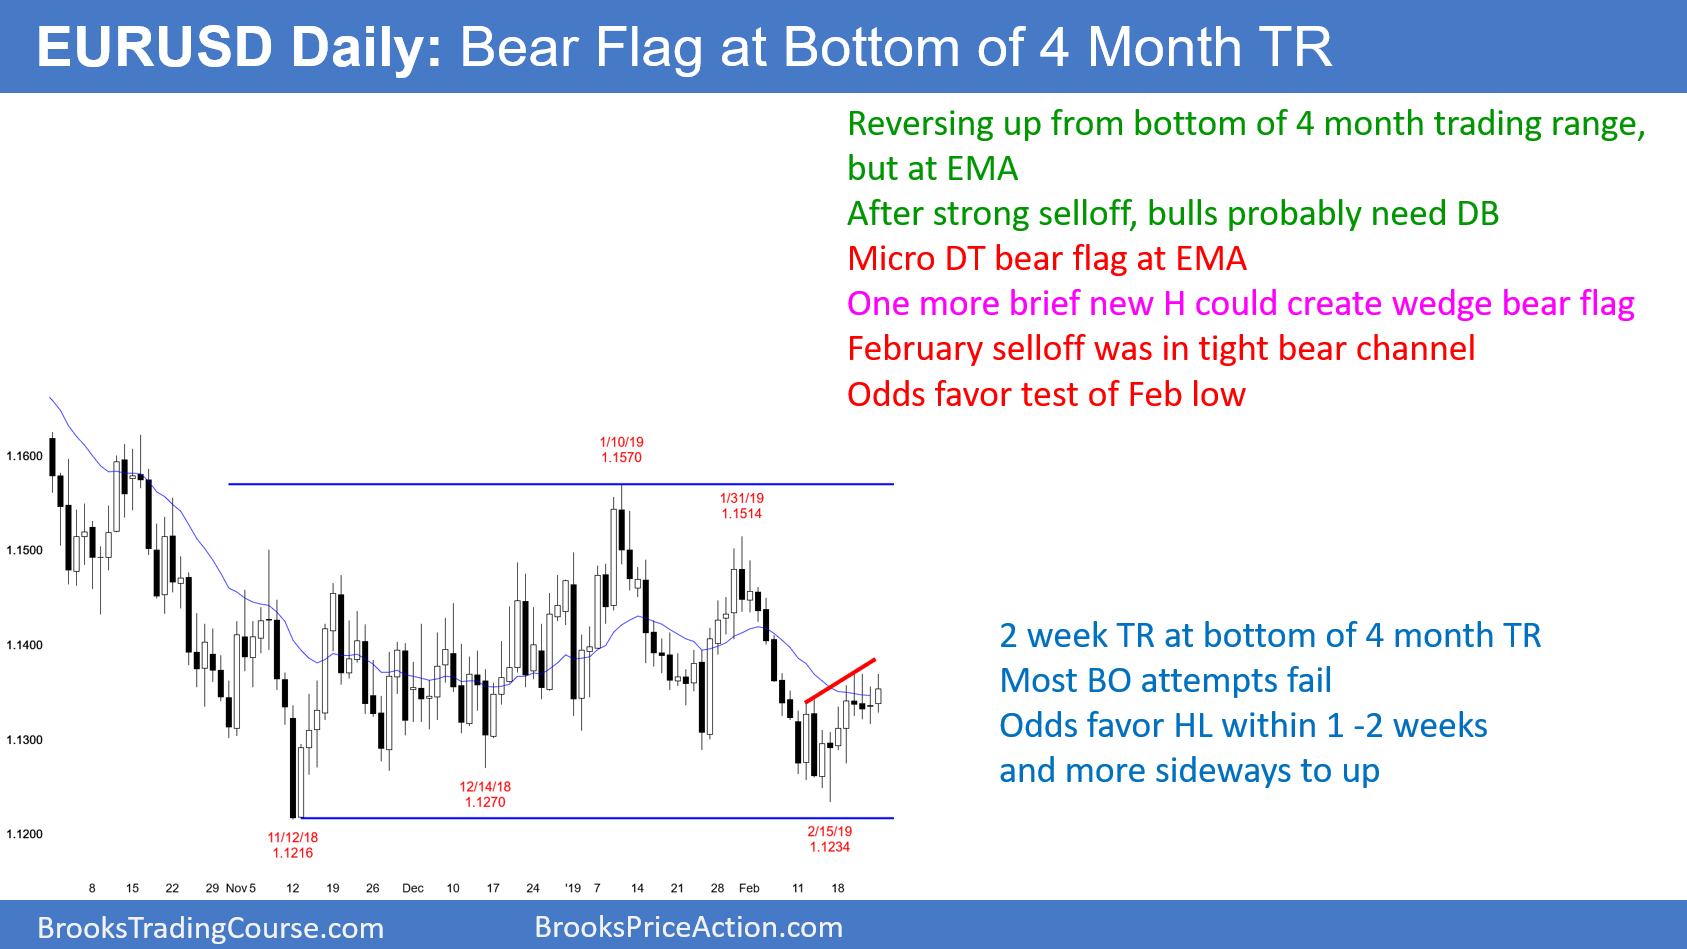 EURUSD Daily: Bear Flag at Bottom of 4 Month TR
Reversing up from bottom of 4 month trading range,
but at EMA
After strong selloff, bulls probably need DB
Micro DT bear flag at EMA
One more brief new H could create wedge bear flag
February selloff was in tight bear channel
Odds favor test of Feb low
1/10/19
1.1570
1/31/19
1.1514
1.1600
1.1500
1.1400
1.1300
1.1200
12/14/18
1.1270
11/12/18
1.1216
2/15/19
1.1234
2 week TR at bottom of 4 month TR
Most BO attempts fail
Odds favor HL within 1 -2 weeks
and more sideways to up
8 15 22 29 Nov 5 12 19 26 Dec 10 17 24 '19 7 14 21 28 Feb 11 18
BrooksTradingCourse.com
BrooksPriceAction.com